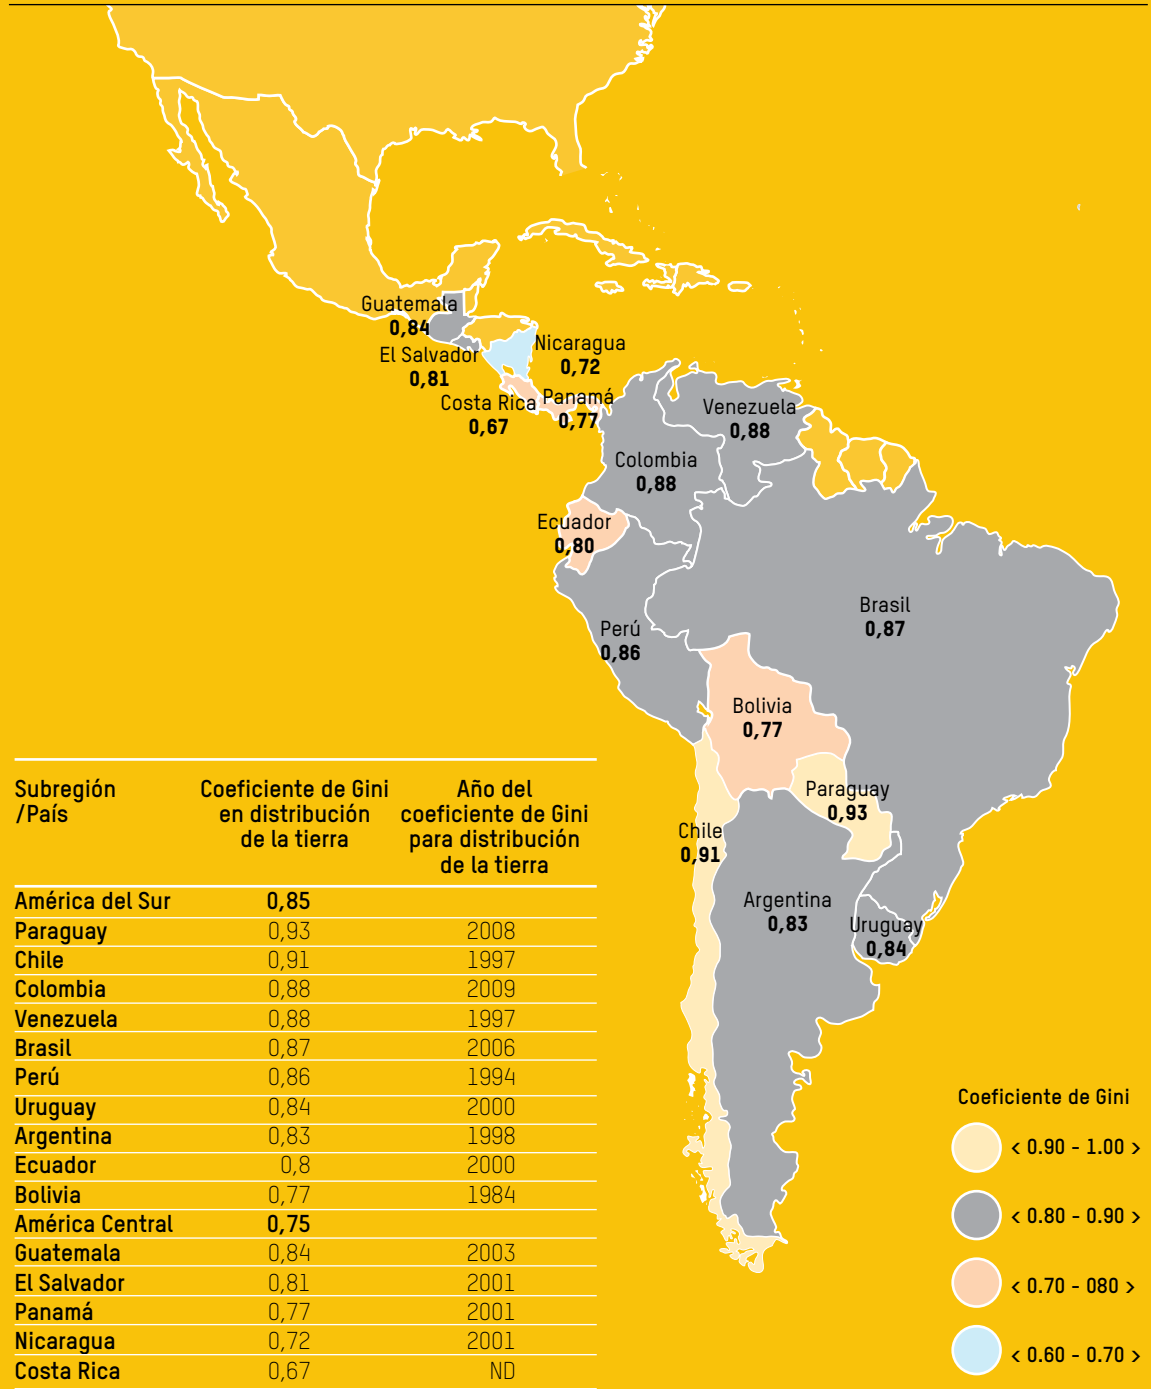 Guatemala
0,84
El Salvador
0,81
Nicaragua
0,72
Costa Rica
0,67
Panamá
0,77
Venezuela
0,88
Colombia
0,88
Ecuador
0,80
Brasil
0,87
Perú
0,86
Bolivia
0,77
Paraguay
0,93
Chile
0,91
Argentina
0,83
Uruguay
0,84
Subregión /País Coeficiente de Gini en distribución de la tierra Año del coeficiente de Gini para distribución de la tierra
América del Sur 0,85
Paraguay 0,93 2008
Chile 0,91 1997
Colombia 0,88 2009
Venezuela 0,88 1997
Brasil 0,87 2006
Perú 0,86 1994
Uruguay 0,84 2000
Argentina 0,83 1998
Ecuador 0,8 2000
Bolivia 0,77 1984
América Central 0,75
Guatemala 0,84 2003
El Salvador 0,81 2001
Panamá 0,77 2001
Nicaragua 0,72 2001
Costa Rica 0,67 ND
Coeficiente de Gini
< 0.90 - 1.00 >
< 0.80 - 0.90 >
< 0.70 - 080 >
< 0.60 - 0.70 >